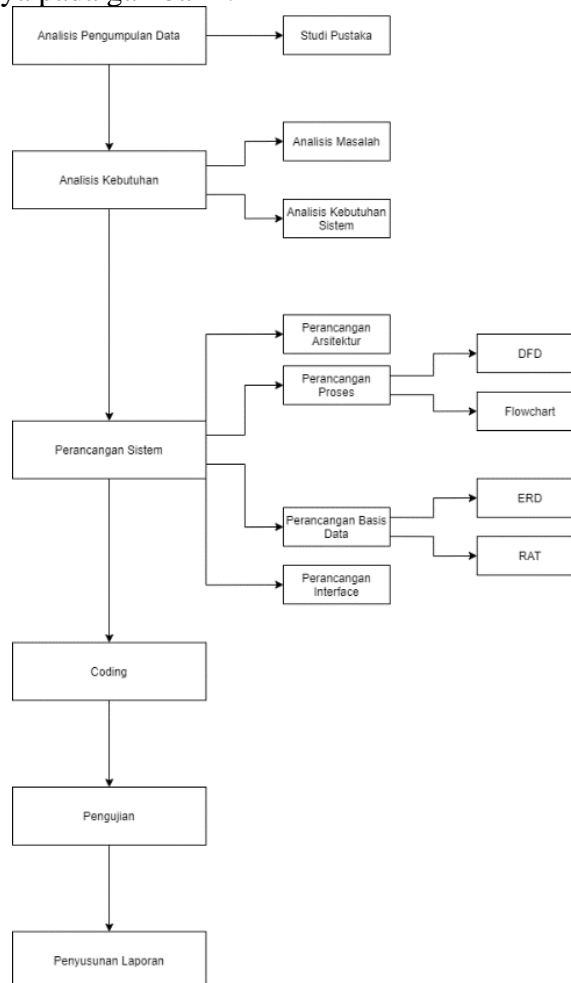 Analisis Pengumpulan Data
Studi Pustaka
Analisis Masalah
Analisis Kebutuhan
Analisis Kebutuhan
Sistem
Perancangan
Arsitektur
Perancangan
Proses
DFD
Flowchart
Perancangan Sistem
ERD
Perancangan Basis
Data
RAT
Perancangan
Interface
Coding
Pengujian
Penyusunan Laporan